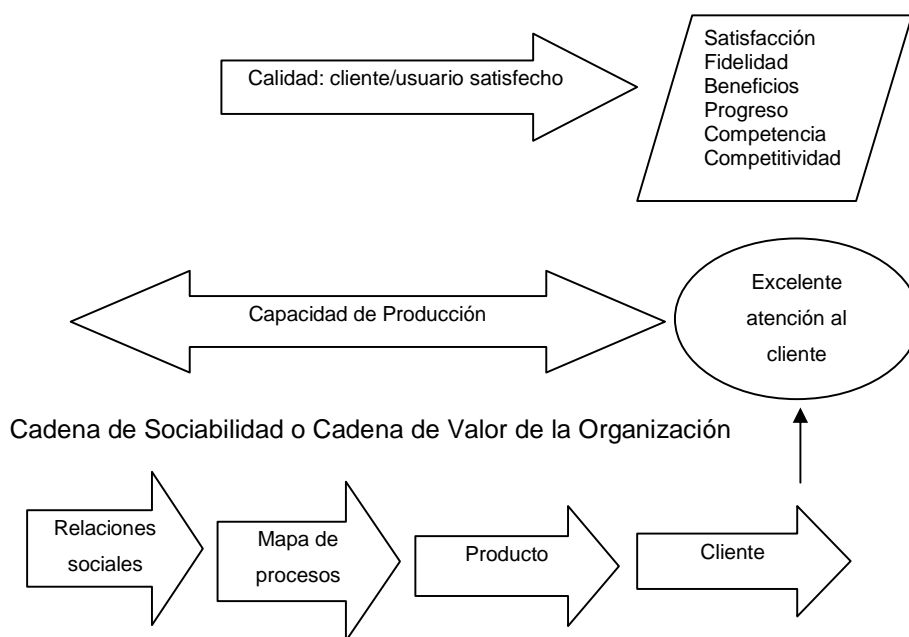 Calidad: cliente/usuario satisfecho
Satisfacción
Fidelidad
Beneficios
Progreso
Competencia
Competitividad
Capacidad de Producción
Excelente
atención al
cliente
Cadena de Sociabilidad o Cadena de Valor de la Organización
Relaciones
sociales
Mapa de
procesos
Producto
Cliente